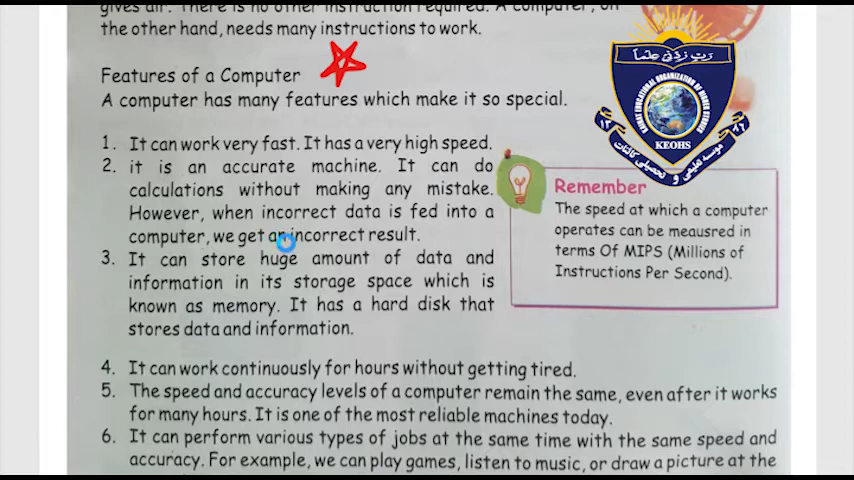 gives air. There is no other instruction required. A computer, on
the other hand, needs many instructions to work.
Features of a Computer
A computer has many features which make it so special.
1. It can work very fast. It has a very high speed.
2. it is an accurate machine. It can do
calculations without making any mistake.
However, when incorrect data is fed into a
computer, we get an incorrect result.
3. It can store huge amount of data and
information in its storage space which is
known as memory. It has a hard disk that
stores data and information.
4. It can work continuously for hours without getting tired.
5. The speed and accuracy levels of a computer remain the same, even after it works
for many hours. It is one of the most reliable machines today.
6. It can perform various types of jobs at the same time with the same speed and
accuracy. For example, we can play games, listen to music, or draw a picture at the
Remember
The speed at which a computer
operates can be meausred in
terms Of MIPS (Millions of
Instructions Per Second).
رَبِّ زِدْنِي عِلْماً
EDUCATIONAL ORGANIZATION OF HIGHER
KEOHS
موسسه تعلیمی و تحصیلی کائنات